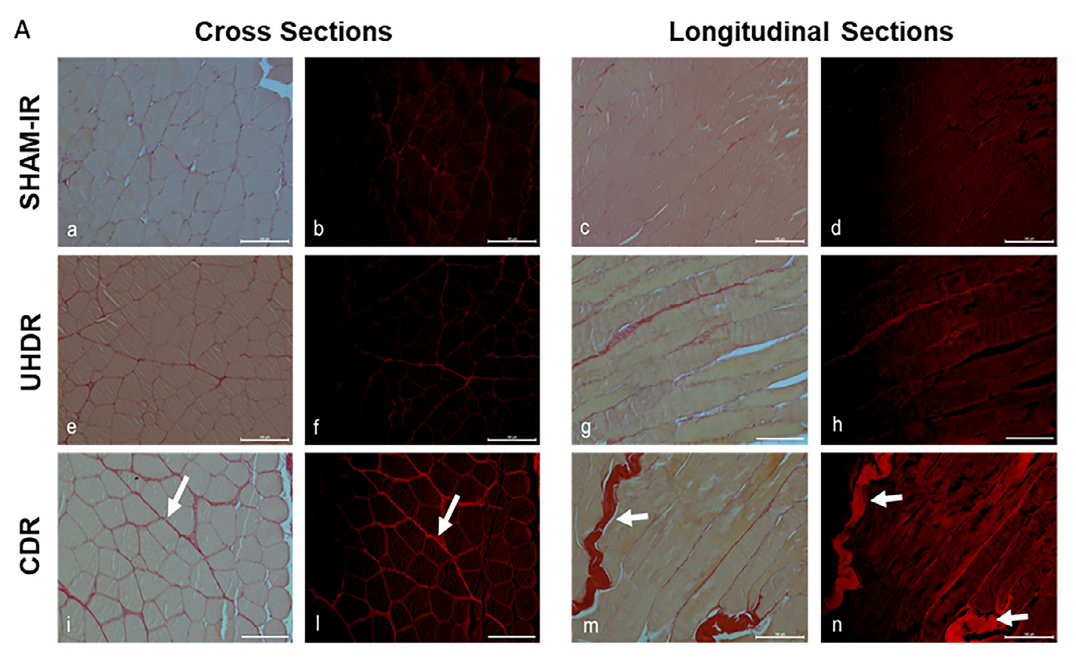 A
Cross Sections
Longitudinal Sections
SHAM-IR
a
b
c
d
UHDR
e
f
g
h
CDR
i
l
m
n